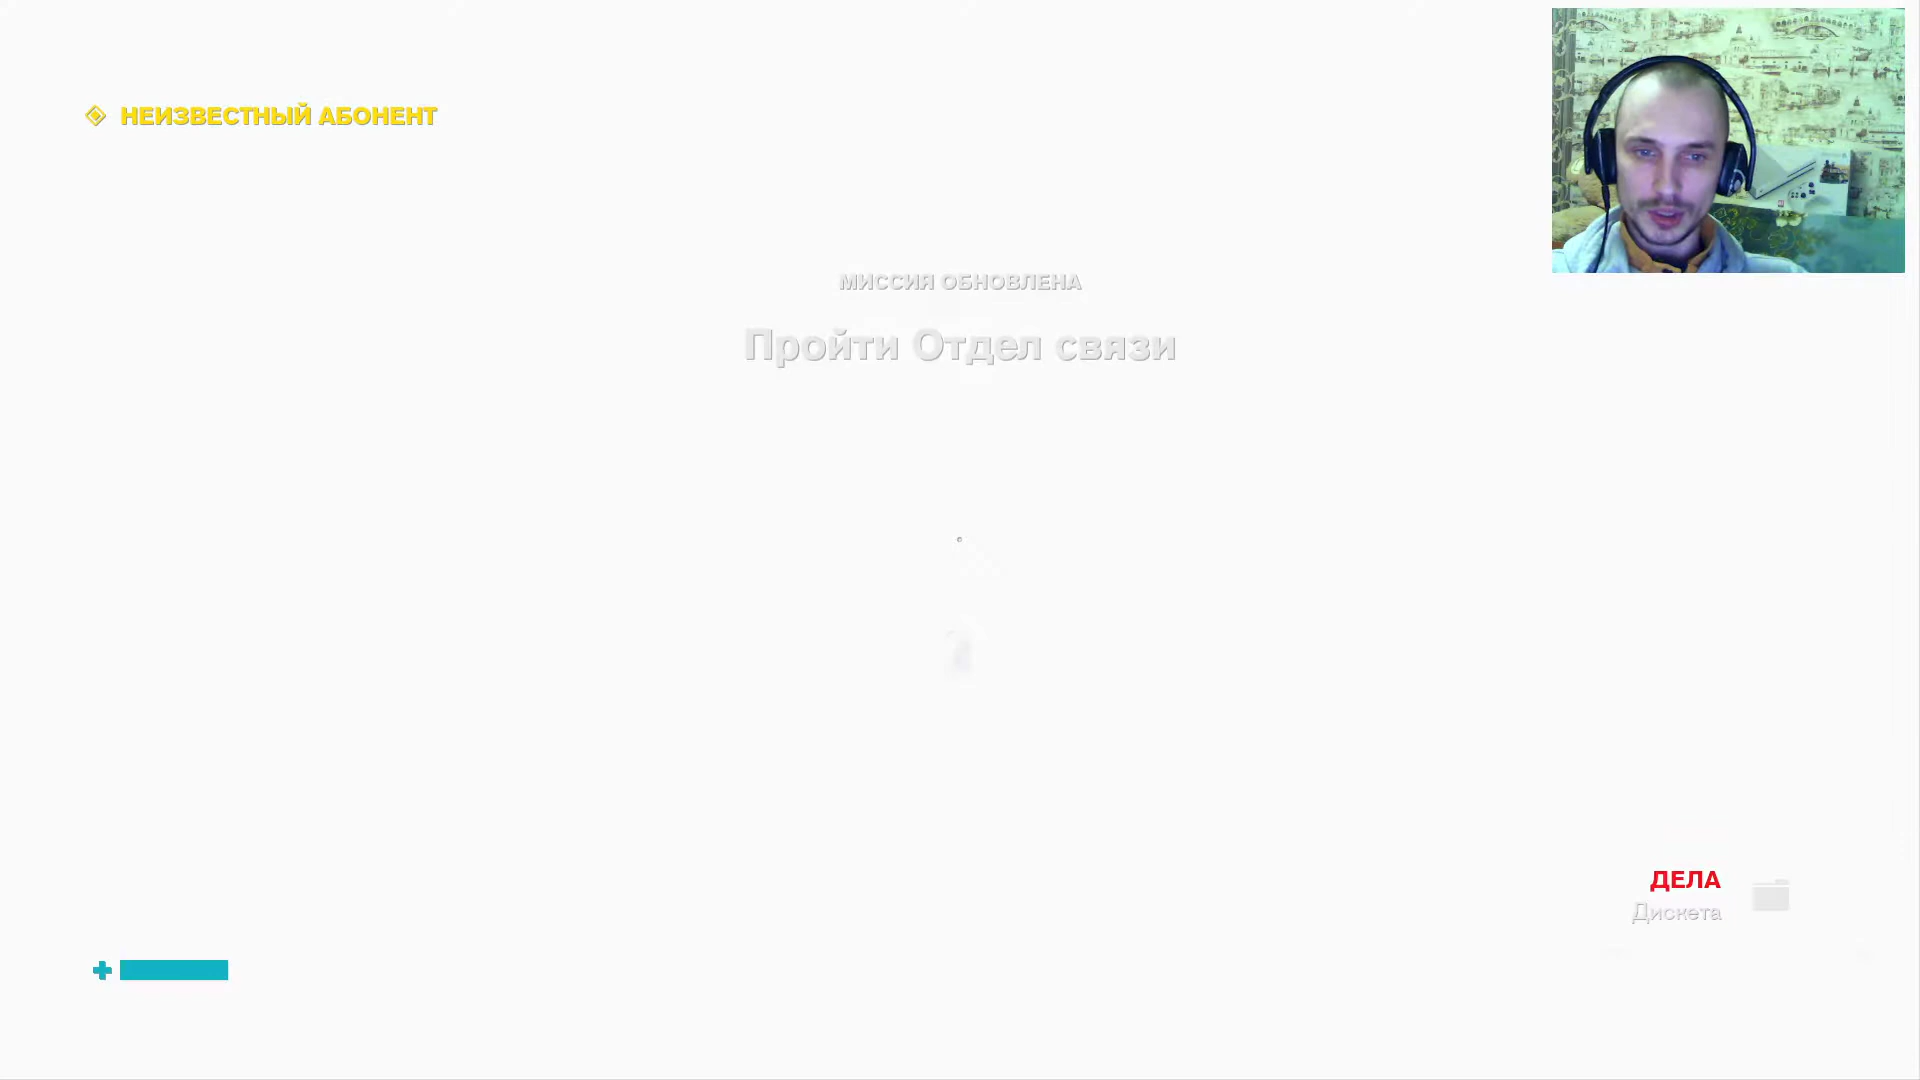 НЕИЗВЕСТНЫЙ АБОНЕНТ
МИССИЯ ОБНОВЛЕНА
Пройти Отдел связи
ДЕЛА
Дискета